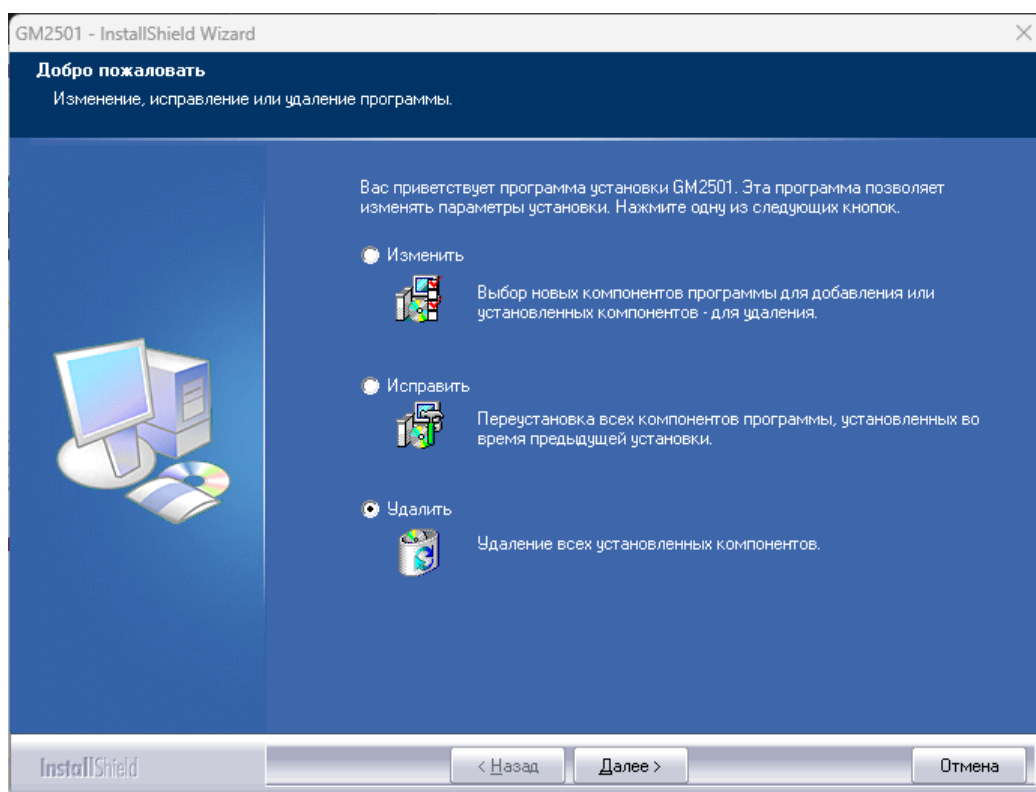 GM2501 - InstallShield Wizard
Добро пожаловать
Изменение, исправление или удаление программы.
Вас приветствует программа установки GM2501. Эта программа позволяет
изменять параметры установки. Нажмите одну из следующих кнопок.
Изменить
Выбор новых компонентов программы для добавления или
установленных компонентов - для удаления.
Исправить
Переустановка всех компонентов программы, установленных во
время предыдущей установки.
Удалить
Удаление всех установленных компонентов.
InstallShield
< Назад
Далее >
Отмена